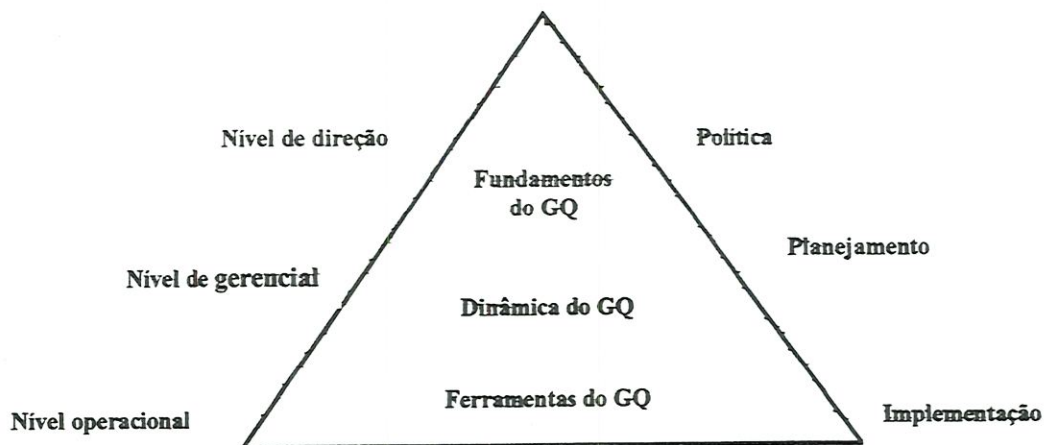 Nível de direção
Política
Fundamentos
do GQ
Planejamento
Nível de gerencial
Dinâmica do GQ
Ferramentas do GQ
Nível operacional
Implementação